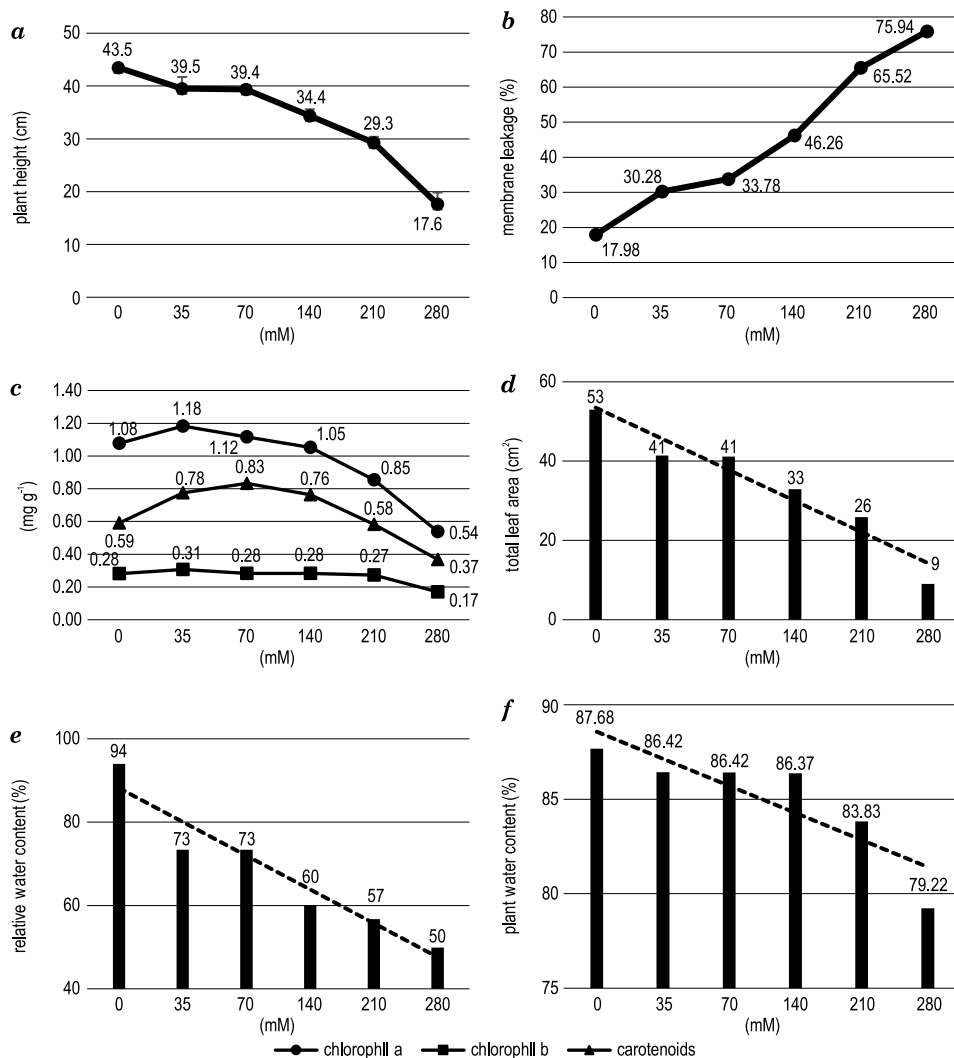 a
plant height (cm)
50
40
30
20
10
0
43.5
39.5
39.4
34.4
29.3
17.6
0 35 70 140 210 280
(mM)
b
membrane leakage (%)
80
70
60
50
40
30
20
10
0
17.98
30.28
33.78
46.26
65.52
75.94
0 35 70 140 210 280
(mM)
c
(mg g⁻¹)
1.40
1.20
1.00
0.80
0.60
0.40
0.20
0.00
1.08 1.18 1.12 1.05 0.85 0.54
0.59 0.78 0.83 0.76 0.58 0.37
0.28 0.31 0.28 0.28 0.27 0.17
0 35 70 140 210 280
(mM)
d
total leaf area (cm²)
60
40
20
0
53 41 41 33 26 9
0 35 70 140 210 280
(mM)
e
relative water content (%)
100
80
60
40
94 73 73 60 57 50
0 35 70 140 210 280
(mM)
f
plant water content (%)
90
85
80
75
87.68 86.42 86.42 86.37 83.83 79.22
0 35 70 140 210 280
(mM)
chlorophll a chlorophll b carotenoids